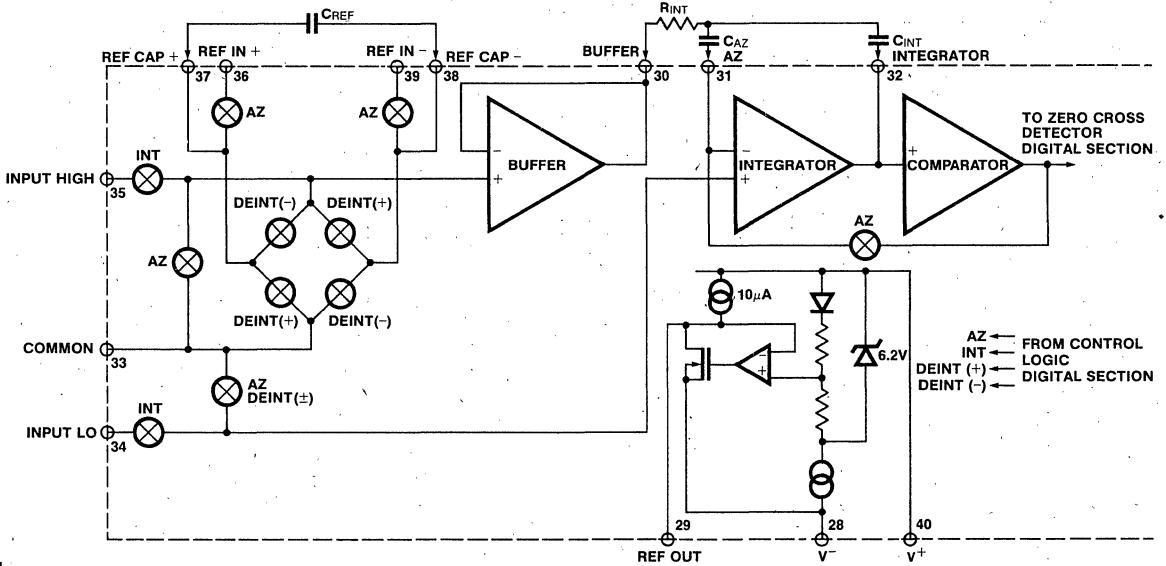 CREF
RINT
REF CAP +
REF IN +
REF IN −
REF CAP −
BUFFER
CAZ
AZ
CINT
INTEGRATOR
37
36
39
38
30
31
32
AZ
AZ
TO ZERO CROSS
DETECTOR
DIGITAL SECTION
INT
BUFFER
−
+
INTEGRATOR
−
+
COMPARATOR
+
INPUT HIGH
35
DEINT(−)
DEINT(+)
AZ
AZ
DEINT(+)
DEINT(−)
10μA
COMMON
33
6.2V
−
+
AZ
INT
DEINT (+)
DEINT (−)
FROM CONTROL
LOGIC
DIGITAL SECTION
AZ
DEINT(±)
INT
INPUT LO
34
29
28
40
REF OUT
V−
V+